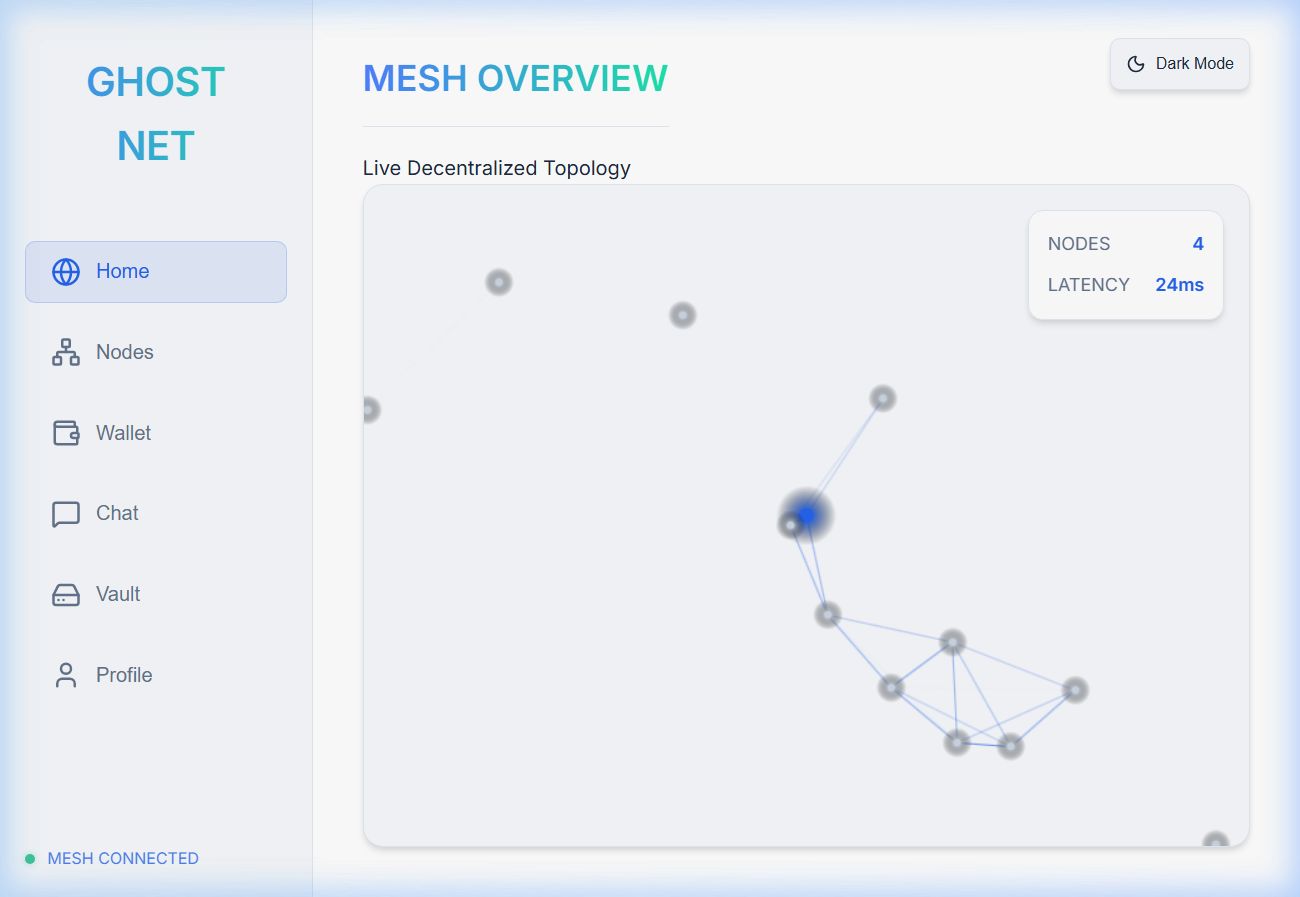 GHOST
NET
Home
Nodes
Wallet
Chat
Vault
Profile
MESH CONNECTED
MESH OVERVIEW
Dark Mode
Live Decentralized Topology
NODES 4
LATENCY 24ms